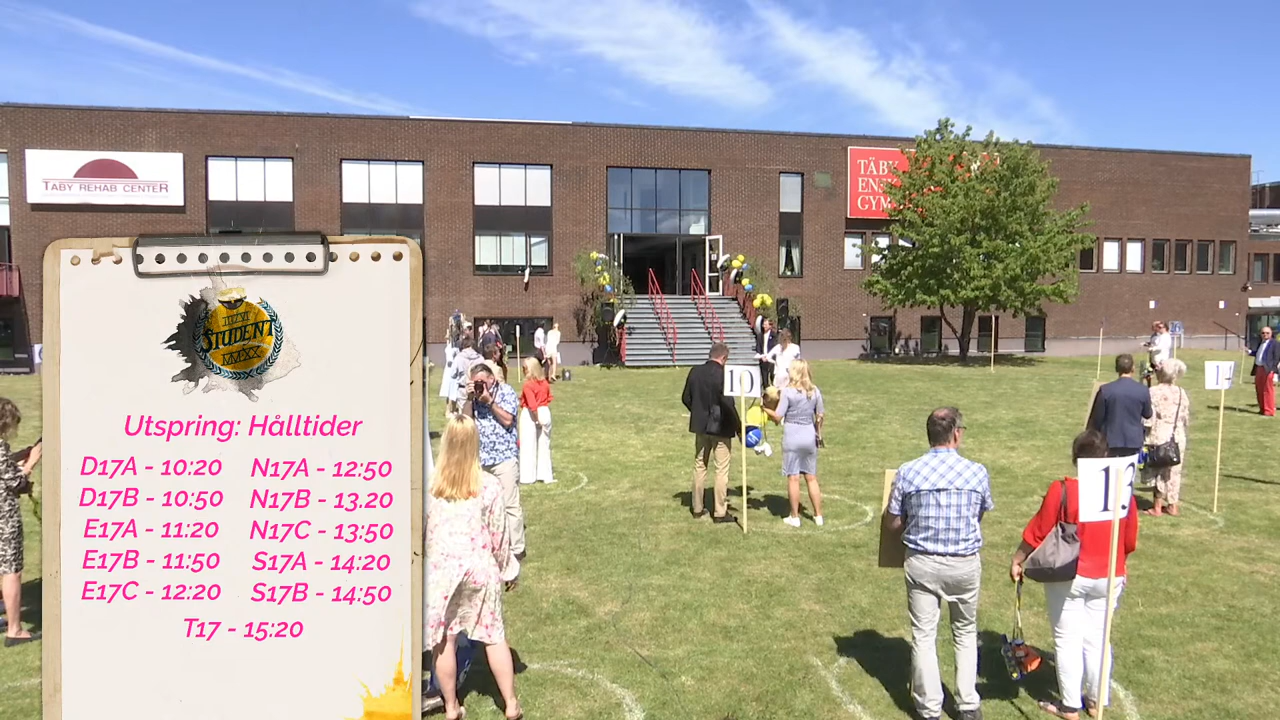 TÄBY REHAB CENTER
TÄBY
EN
GYM
STUDENT
MMXX
Utspring: Hålltider
D17A - 10:20 N17A - 12:50
D17B - 10:50 N17B - 13.20
E17A - 11:20 N17C - 13:50
E17B - 11:50 S17A - 14:20
E17C - 12:20 S17B - 14:50
T17 - 15:20
10
13